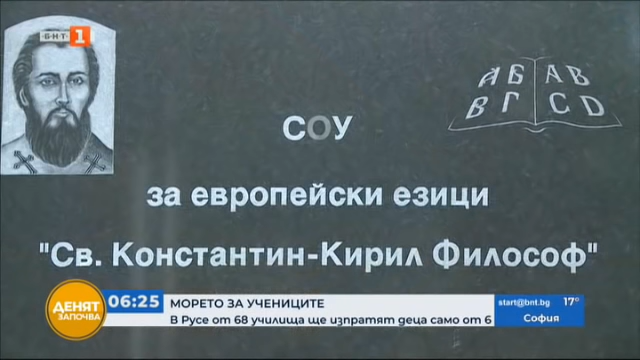 БНТ 1
АБ АВ
ВГ CD
СОУ
за европейски езици
"Св. Константин-Кирил Философ"
ДЕНЯТ
ЗАПОЧВА
06:25
МОРЕТО ЗА УЧЕНИЦИТЕ
В Русе от 68 училища ще изпратят деца само от 6
start@bnt.bg 17°
София